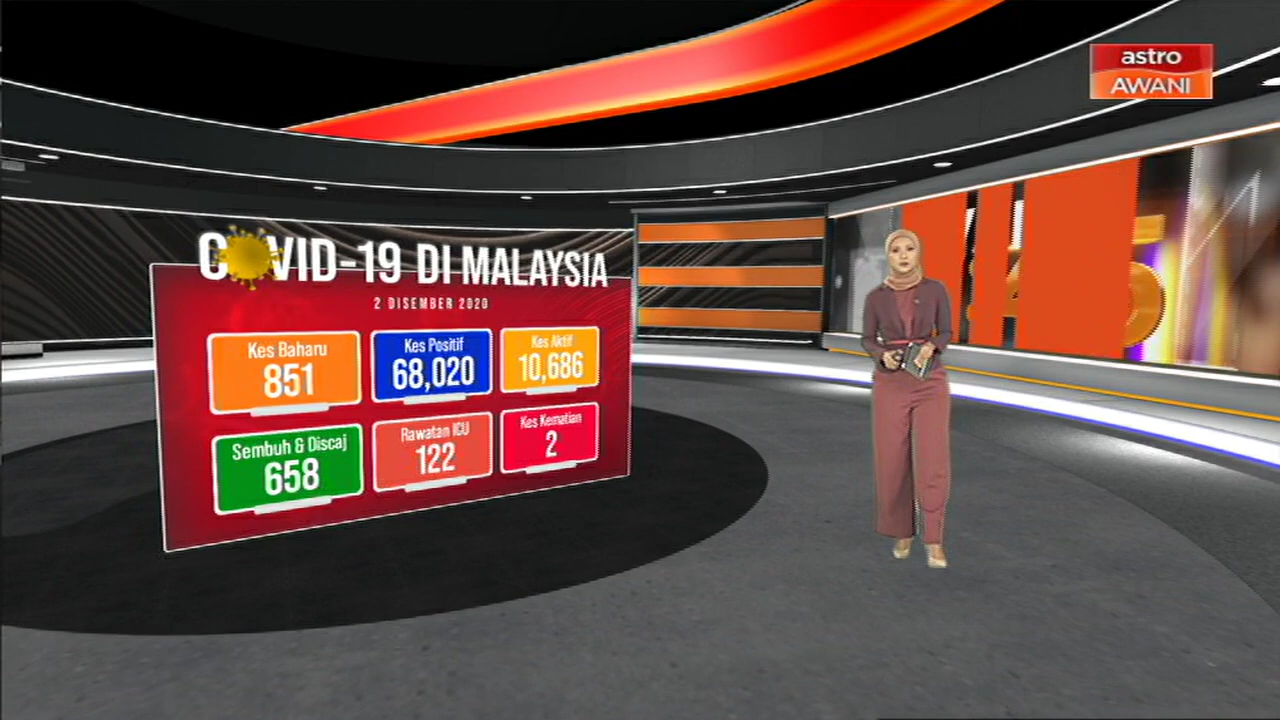 astro
AWANI
COVID-19 DI MALAYSIA
2 DISEMBER 2020
Kes Baharu
851
Kes Positif
68,020
Kes Aktif
10,686
Sembuh & Discaj
658
Rawatan ICU
122
Kes Kematian
2